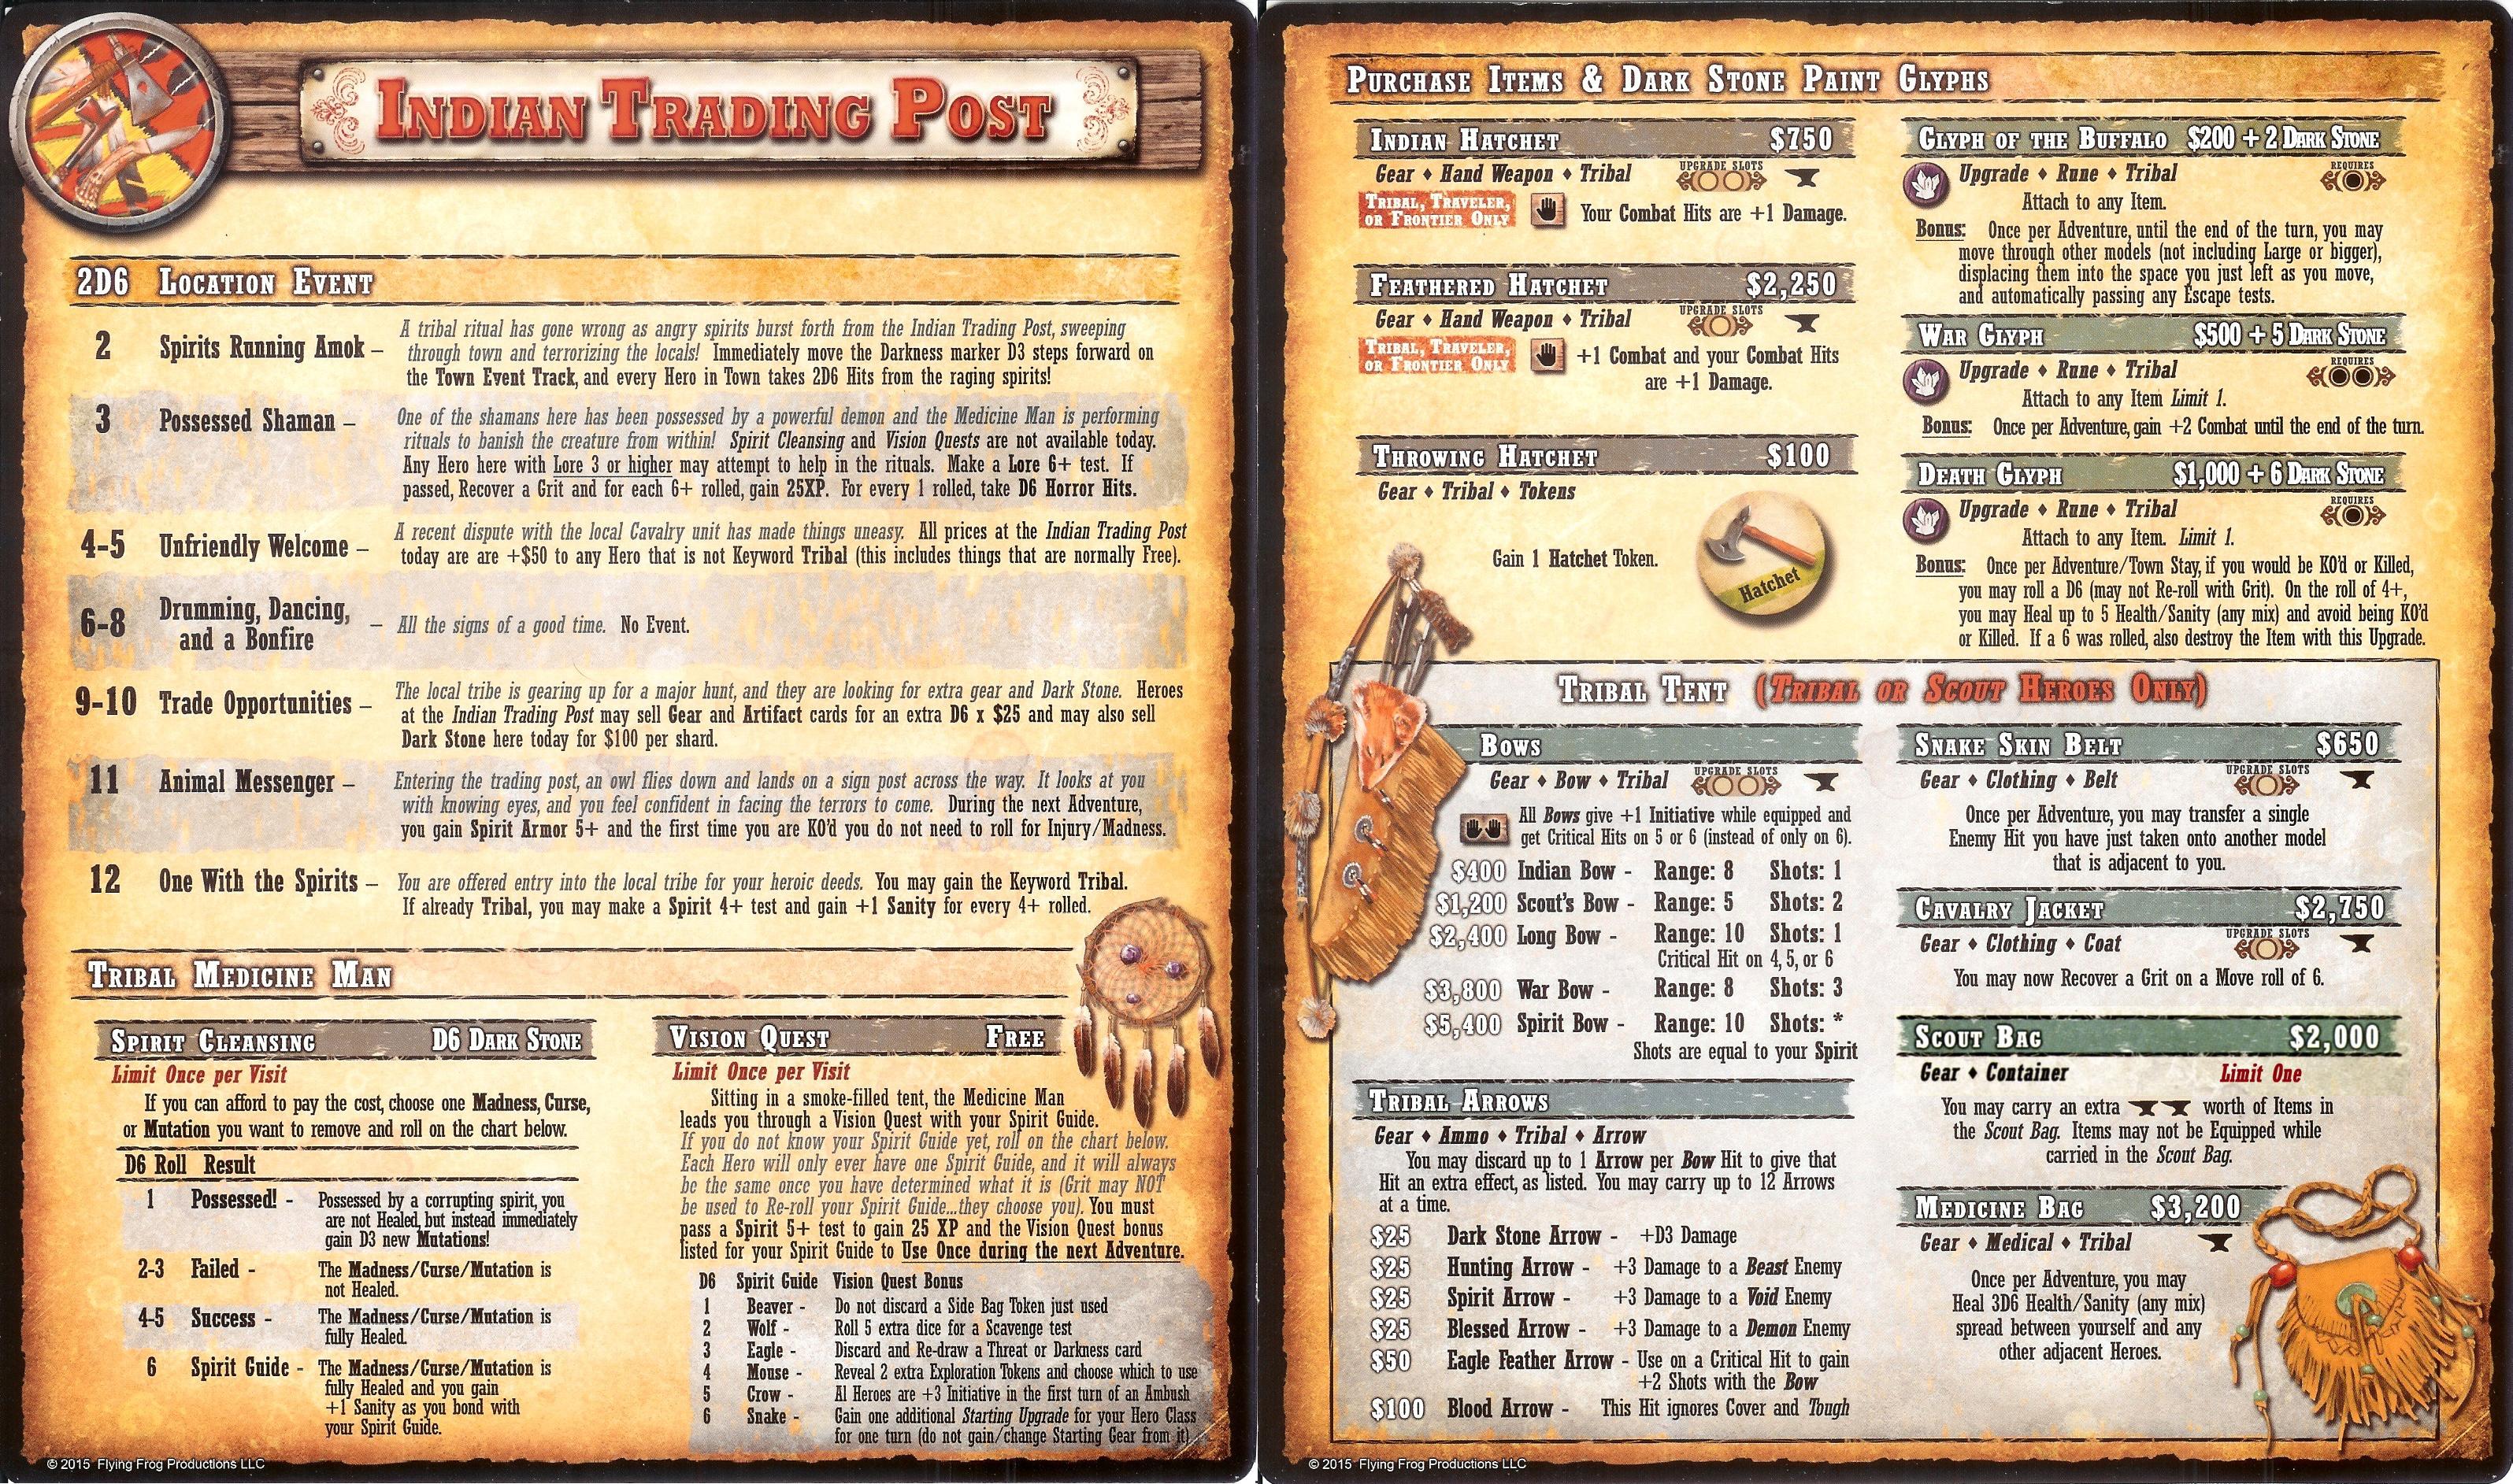 Indian Trading Post
2D6 Location Event
2 Spirits Running Amok – A tribal ritual has gone wrong as angry spirits burst forth from the Indian Trading Post, sweeping
through town and terrorizing the locals! Immediately move the Darkness marker D3 steps forward on
the Town Event Track, and every Hero in Town takes 2D6 Hits from the raging spirits!
3 Possessed Shaman – One of the shamans here has been possessed by a powerful demon and the Medicine Man is performing
rituals to banish the creature from within! Spirit Cleansing and Vision Quests are not available today.
Any Hero here with Lore 3 or higher may attempt to help in the rituals. Make a Lore 6+ test. If
passed, Recover a Grit and for each 6+ rolled, gain 25XP. For every 1 rolled, take D6 Horror Hits.
4-5 Unfriendly Welcome – A recent dispute with the local Cavalry unit has made things uneasy. All prices at the Indian Trading Post
today are are +$50 to any Hero that is not Keyword Tribal (this includes things that are normally Free).
6-8 Drumming, Dancing,
and a Bonfire – All the signs of a good time. No Event.
9-10 Trade Opportunities – The local tribe is gearing up for a major hunt, and they are looking for extra gear and Dark Stone. Heroes
at the Indian Trading Post may sell Gear and Artifact cards for an extra D6 x $25 and may also sell
Dark Stone here today for $100 per shard.
11 Animal Messenger – Entering the trading post, an owl flies down and lands on a sign post across the way. It looks at you
with knowing eyes, and you feel confident in facing the terrors to come. During the next Adventure,
you gain Spirit Armor 5+ and the first time you are KO'd you do not need to roll for Injury/Madness.
12 One With the Spirits – You are offered entry into the local tribe for your heroic deeds. You may gain the Keyword Tribal.
If already Tribal, you may make a Spirit 4+ test and gain +1 Sanity for every 4+ rolled.
Tribal Medicine Man
Spirit Cleansing D6 Dark Stone
Limit Once per Visit
If you can afford to pay the cost, choose one Madness, Curse,
or Mutation you want to remove and roll on the chart below.
D6 Roll Result
1 Possessed! - Possessed by a corrupting spirit, you
are not Healed, but instead immediately
gain D3 new Mutations!
2-3 Failed - The Madness/Curse/Mutation is
not Healed.
4-5 Success - The Madness/Curse/Mutation is
fully Healed.
6 Spirit Guide - The Madness/Curse/Mutation is
fully Healed and you gain
+1 Sanity as you bond with
your Spirit Guide.
Vision Quest Free
Limit Once per Visit
Sitting in a smoke-filled tent, the Medicine Man
leads you through a Vision Quest with your Spirit Guide.
If you do not know your Spirit Guide yet, roll on the chart below.
Each Hero will only ever have one Spirit Guide, and it will always
be the same once you have determined what it is (Grit may NOT
be used to Re-roll your Spirit Guide...they choose you). You must
pass a Spirit 5+ test to gain 25 XP and the Vision Quest bonus
listed for your Spirit Guide to Use Once during the next Adventure.
D6 Spirit Guide Vision Quest Bonus
1 Beaver - Do not discard a Side Bag Token just used
2 Wolf - Roll 5 extra dice for a Scavenge test
3 Eagle - Discard and Re-draw a Threat or Darkness card
4 Mouse - Reveal 2 extra Exploration Tokens and choose which to use
5 Crow - Al Heroes are +3 Initiative in the first turn of an Ambush
6 Snake - Gain one additional Starting Upgrade for your Hero Class
for one turn (do not gain/change Starting Gear from it)
© 2015 Flying Frog Productions LLC
Purchase Items & Dark Stone Paint Glyphs
Indian Hatchet $750
Gear ♦ Hand Weapon ♦ Tribal Upgrade Slots
Tribal, Traveler,
or Frontier Only
Your Combat Hits are +1 Damage.
Feathered Hatchet $2,250
Gear ♦ Hand Weapon ♦ Tribal Upgrade Slots
Tribal, Traveler,
or Frontier Only
+1 Combat and your Combat Hits
are +1 Damage.
Throwing Hatchet $100
Gear ♦ Tribal ♦ Tokens
Gain 1 Hatchet Token.
Hatchet
Glyph of the Buffalo $200 + 2 Dark Stone
Upgrade ♦ Rune ♦ Tribal Requires
Attach to any Item.
Bonus: Once per Adventure, until the end of the turn, you may
move through other models (not including Large or bigger),
displacing them into the space you just left as you move,
and automatically passing any Escape tests.
War Glyph $500 + 5 Dark Stone
Upgrade ♦ Rune ♦ Tribal Requires
Attach to any Item Limit 1.
Bonus: Once per Adventure, gain +2 Combat until the end of the turn.
Death Glyph $1,000 + 6 Dark Stone
Upgrade ♦ Rune ♦ Tribal Requires
Attach to any Item. Limit 1.
Bonus: Once per Adventure/Town Stay, if you would be KO'd or Killed,
you may roll a D6 (may not Re-roll with Grit). On the roll of 4+,
you may Heal up to 5 Health/Sanity (any mix) and avoid being KO'd
or Killed. If a 6 was rolled, also destroy the Item with this Upgrade.
Tribal Tent (Tribal or Scout Heroes Only)
Bows
Gear ♦ Bow ♦ Tribal Upgrade Slots
All Bows give +1 Initiative while equipped and
get Critical Hits on 5 or 6 (instead of only on 6).
$400 Indian Bow - Range: 8 Shots: 1
$1,200 Scout's Bow - Range: 5 Shots: 2
$2,400 Long Bow - Range: 10 Shots: 1
Critical Hit on 4, 5, or 6
$3,800 War Bow - Range: 8 Shots: 3
$5,400 Spirit Bow - Range: 10 Shots: *
Shots are equal to your Spirit
Tribal Arrows
Gear ♦ Ammo ♦ Tribal ♦ Arrow
You may discard up to 1 Arrow per Bow Hit to give that
Hit an extra effect, as listed. You may carry up to 12 Arrows
at a time.
$25 Dark Stone Arrow - +D3 Damage
$25 Hunting Arrow - +3 Damage to a Beast Enemy
$25 Spirit Arrow - +3 Damage to a Void Enemy
$25 Blessed Arrow - +3 Damage to a Demon Enemy
$50 Eagle Feather Arrow - Use on a Critical Hit to gain
+2 Shots with the Bow
$100 Blood Arrow - This Hit ignores Cover and Tough
Snake Skin Belt $650
Gear ♦ Clothing ♦ Belt Upgrade Slots
Once per Adventure, you may transfer a single
Enemy Hit you have just taken onto another model
that is adjacent to you.
Cavalry Jacket $2,750
Gear ♦ Clothing ♦ Coat Upgrade Slots
You may now Recover a Grit on a Move roll of 6.
Scout Bag $2,000
Gear ♦ Container Limit One
You may carry an extra worth of Items in
the Scout Bag. Items may not be Equipped while
carried in the Scout Bag.
Medicine Bag $3,200
Gear ♦ Medical ♦ Tribal
Once per Adventure, you may
Heal 3D6 Health/Sanity (any mix)
spread between yourself and any
other adjacent Heroes.
© 2015 Flying Frog Productions LLC